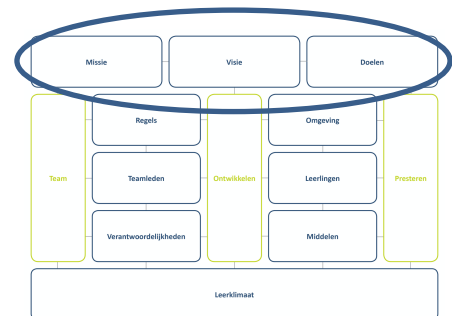 Missie
Visie
Doelen
Regels
Omgeving
Team
Teamleden
Ontwikkelen
Leerlingen
Presteren
Verantwoordelijkheden
Middelen
Leerklimaat